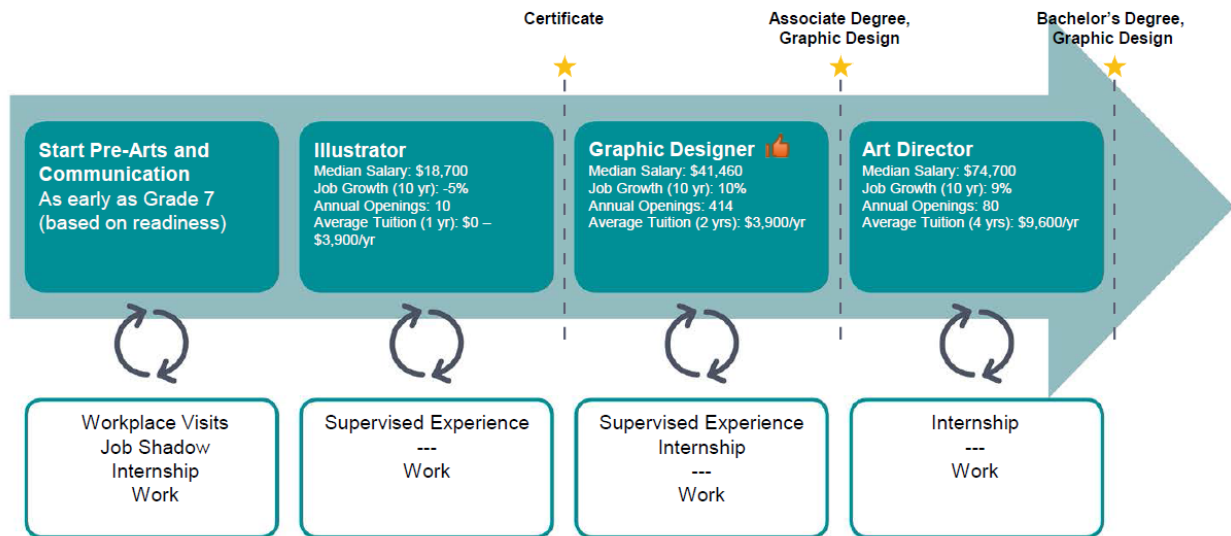 Certificate
Associate Degree,
Graphic Design
Bachelor's Degree,
Graphic Design
Start Pre-Arts and
Communication
As early as Grade 7
(based on readiness)
Illustrator
Median Salary: $18,700
Job Growth (10 yr): -5%
Annual Openings: 10
Average Tuition (1 yr): $0 –
$3,900/yr
Graphic Designer
Median Salary: $41,460
Job Growth (10 yr): 10%
Annual Openings: 414
Average Tuition (2 yrs): $3,900/yr
Art Director
Median Salary: $74,700
Job Growth (10 yr): 9%
Annual Openings: 80
Average Tuition (4 yrs): $9,600/yr
Workplace Visits
Job Shadow
Internship
Work
Supervised Experience
---
Work
Supervised Experience
Internship
---
Work
Internship
---
Work